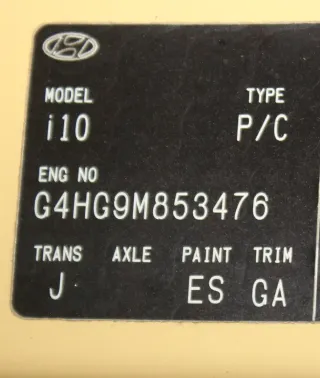 MODEL TYPE
i10 P/C
ENG NO
G4HG9M853476
TRANS AXLE PAINT TRIM
J ES GA